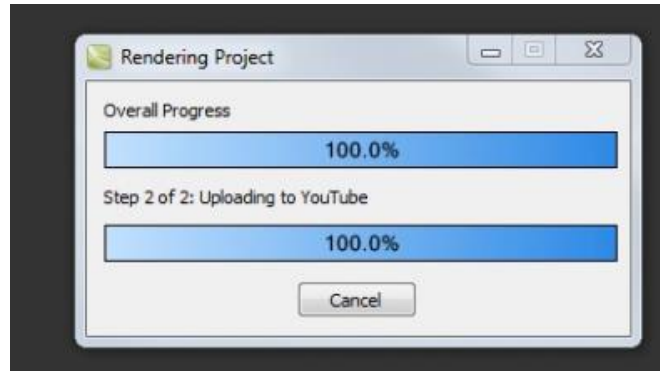 Rendering Project
Overall Progress
100.0%
Step 2 of 2: Uploading to YouTube
100.0%
Cancel